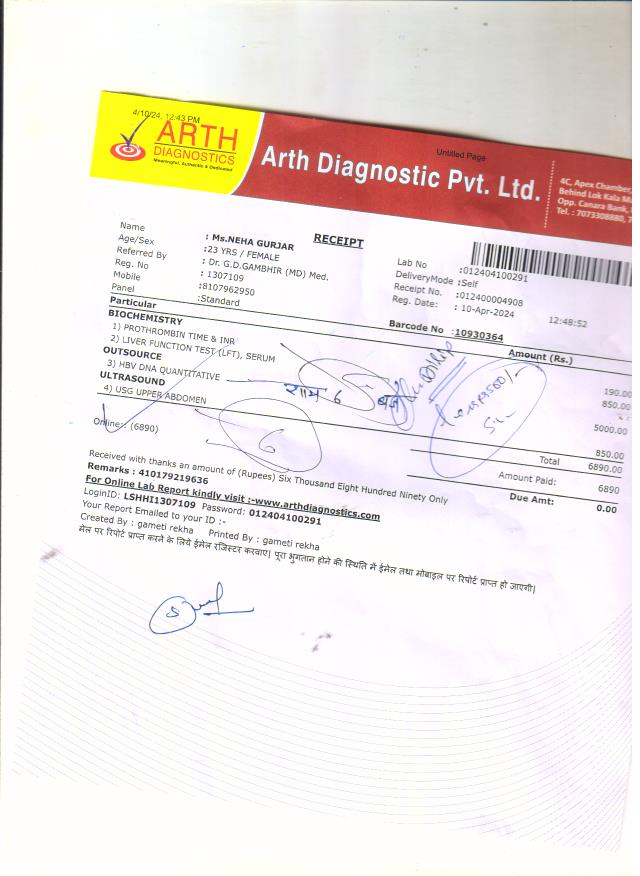 4/10/24, 12:43 PM
Untitled Page
ARTH
DIAGNOSTICS
Meaningful, Authentic & Dedicated
Arth Diagnostic Pvt. Ltd.
4C, Apex Chamber,
Behind Lok Kala Ma
Opp. Canara Bank,
Tel. : 7073308880, 7
RECEIPT
Name : Ms.NEHA GURJAR
Age/Sex :23 YRS / FEMALE
Referred By : Dr. G.D.GAMBHIR (MD) Med.
Reg. No : 1307109
Mobile :8107962950
Panel :Standard
Lab No :012404100291
DeliveryMode :Self
Receipt No. :012400004908
Reg. Date: : 10-Apr-2024 12:48:52
Barcode No :10930364
Particular Amount (Rs.)
BIOCHEMISTRY
1) PROTHROMBIN TIME & INR 190.00
2) LIVER FUNCTION TEST (LFT), SERUM 850.00
OUTSOURCE
3) HBV DNA QUANTITATIVE 5000.00
ULTRASOUND
4) USG UPPER ABDOMEN 850.00
शाम 6 बजे
6
Total 6890.00
Online:- (6890)
Amount Paid: 6890
Due Amt: 0.00
Received with thanks an amount of (Rupees) Six Thousand Eight Hundred Ninety Only
Remarks : 410179219636
For Online Lab Report kindly visit :-www.arthdiagnostics.com
LoginID: LSHHI1307109 Password: 012404100291
Your Report Emailed to your ID :-
Created By : gameti rekha Printed By : gameti rekha
मेल पर रिपोर्ट प्राप्त करने के लिये ईमेल रजिस्टर करवाए। पूरा भुगतान होने की स्थिति में ईमेल तथा मोबाइल पर रिपोर्ट प्राप्त हो जाएगी|